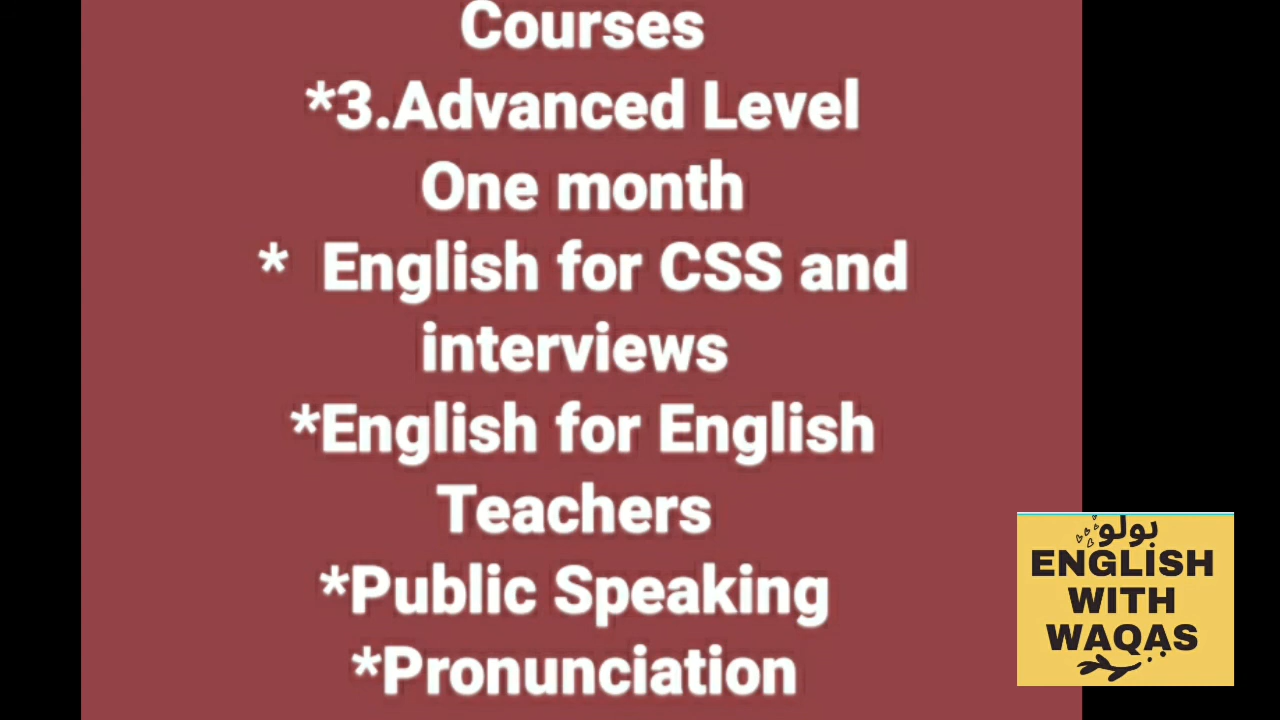 Courses
*3.Advanced Level
One month
* English for CSS and
interviews
*English for English
Teachers
*Public Speaking
*Pronunciation
بولو
ENGLISH
WITH
WAQAS